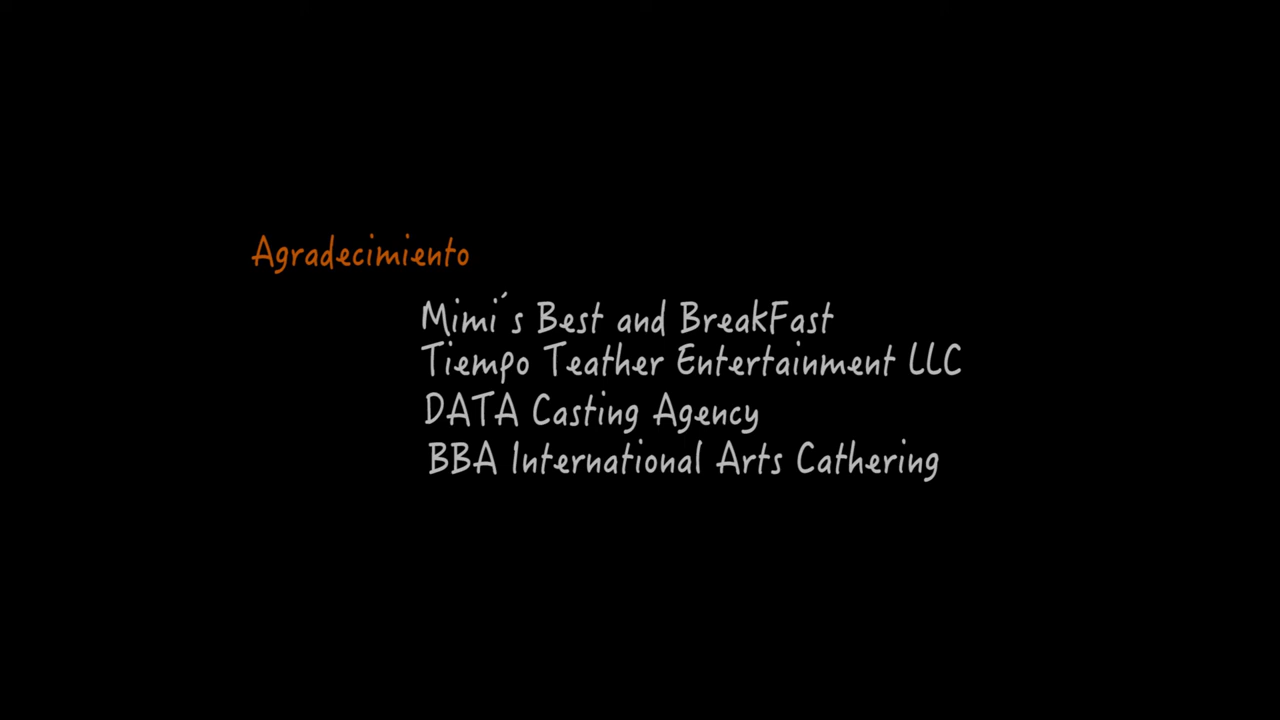 Agradecimiento
Mimi´s Best and BreakFast
Tiempo Teather Entertainment LLC
DATA Casting Agency
BBA International Arts Cathering